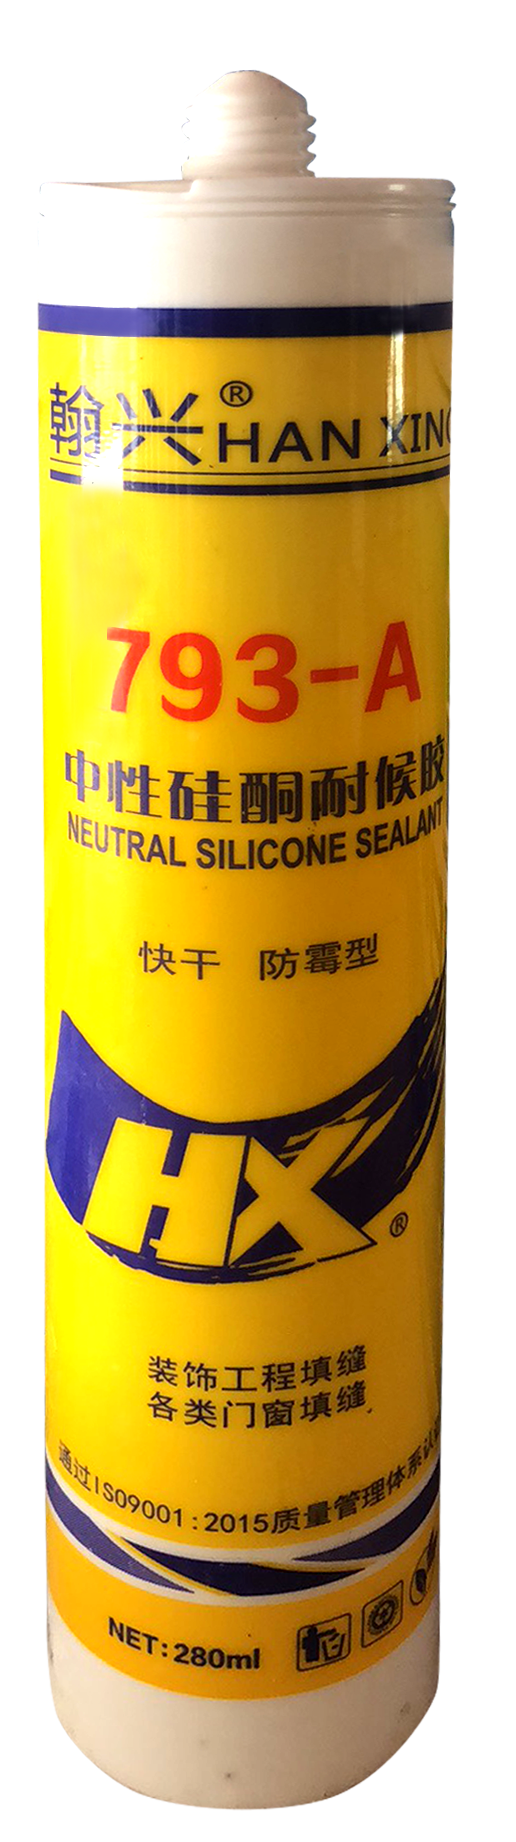 翰兴® HAN XING
793-A
中性硅酮耐候胶
NEUTRAL SILICONE SEALANT
快干 防霉型
HX®
装饰工程填缝
各类门窗填缝
通过ISO9001:2015质量管理体系认
NET:280ml